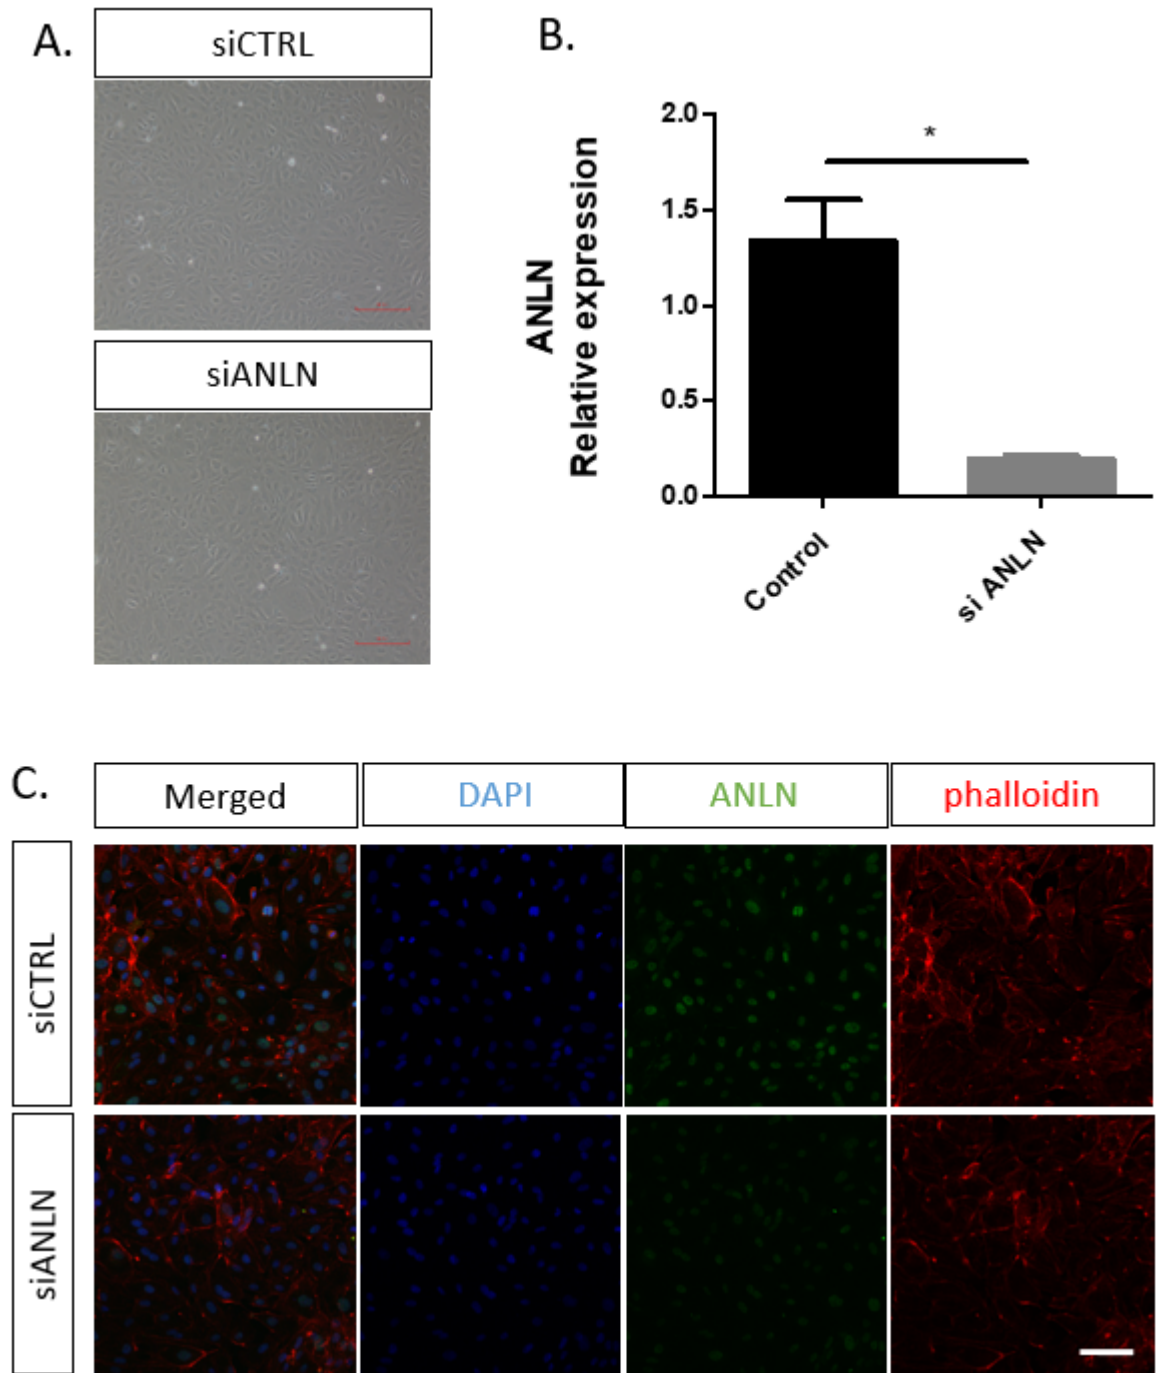 A.
siCTRL
siANLN
B.
ANLN
Relative expression
2.0
1.5
1.0
0.5
0.0
*
Control
si ANLN
C.
Merged
DAPI
ANLN
phalloidin
siCTRL
siANLN